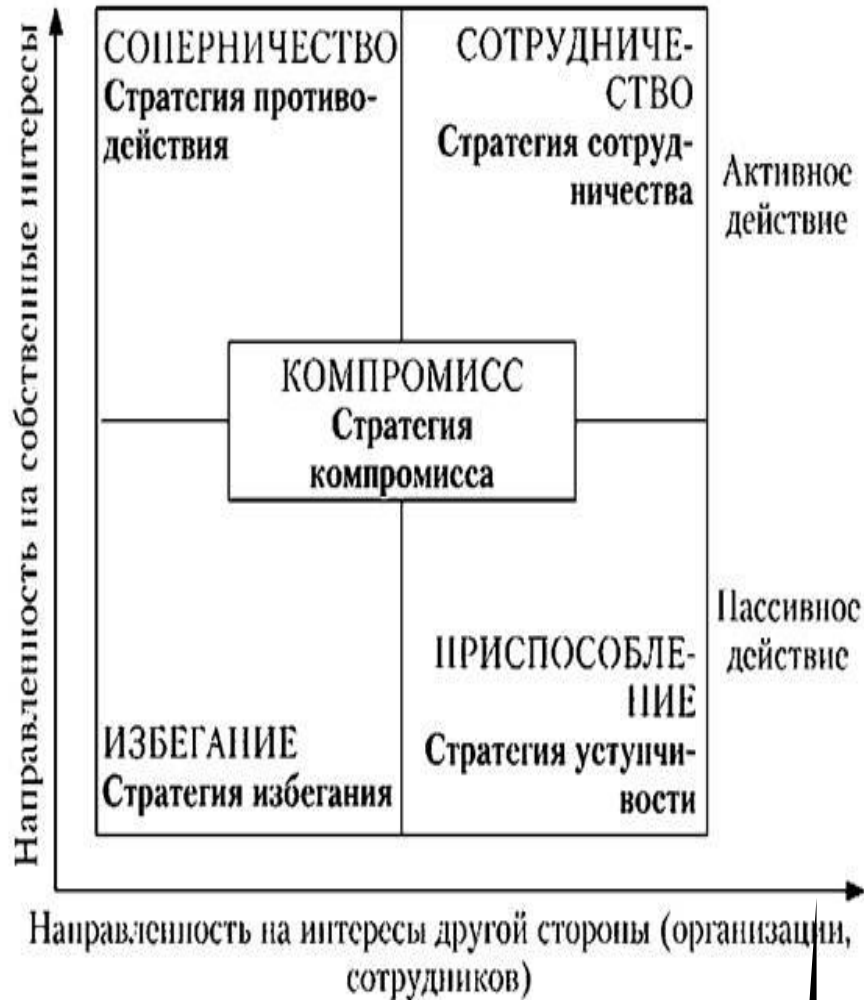 Направленность на собственные интересы
СОПЕРНИЧЕСТВО
Стратегия противо-
действия
СОТРУДНИЧЕ-
СТВО
Стратегия сотруд-
ничества
Активное
действие
КОМПРОМИСС
Стратегия
компромисса
ИЗБЕГАНИЕ
Стратегия избегания
ПРИСПОСОБЛЕ-
НИЕ
Стратегия уступчи-
вости
Пассивное
действие
Направленность на интересы другой стороны (организации,
сотрудников)